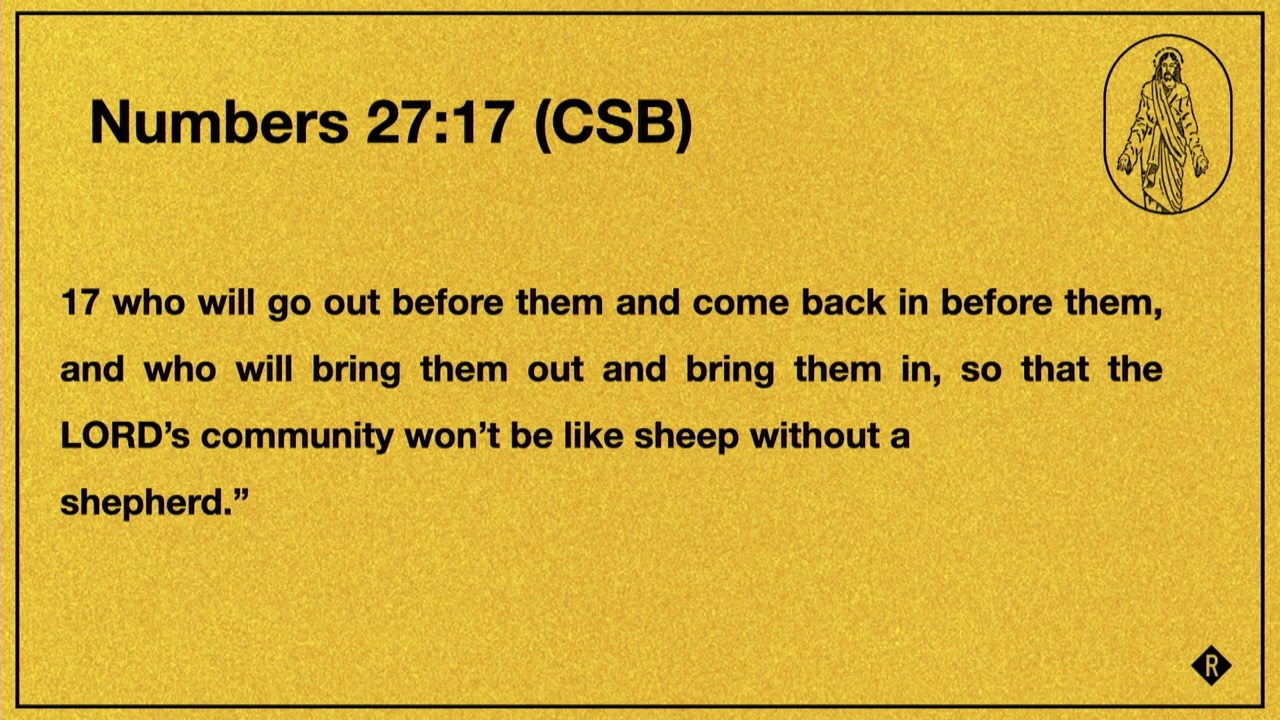 Numbers 27:17 (CSB)
17 who will go out before them and come back in before them,
and who will bring them out and bring them in, so that the
LORD’s community won’t be like sheep without a
shepherd.”
R